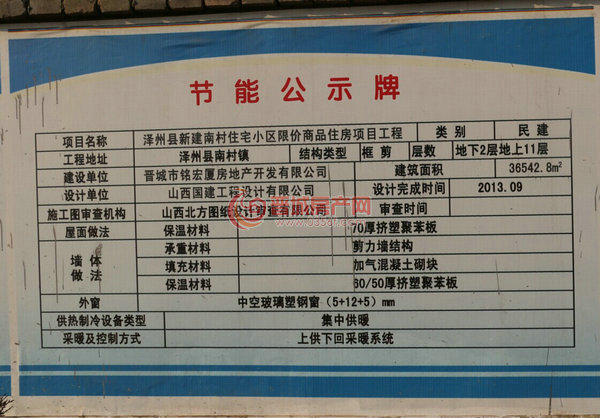 节能公示牌
项目名称 泽州县新建南村住宅小区限价商品住房项目工程 类别 民建
工程地址 泽州县南村镇 结构类型 框剪 层数 地下2层地上11层
建设单位 晋城市铭宏厦房地产开发有限公司 建筑面积 36542.8m²
设计单位 山西国建工程设计有限公司 设计完成时间 2013.09
施工图审查机构 山西北方图纸设计审查有限公司 审查时间
屋面做法 保温材料 70厚挤塑聚苯板
墙体做法 承重材料 剪力墙结构
填充材料 加气混凝土砌块
保温材料 60/50厚挤塑聚苯板
外窗 中空玻璃塑钢窗（5+12+5）mm
供热制冷设备类型 集中供暖
采暖及控制方式 上供下回采暖系统